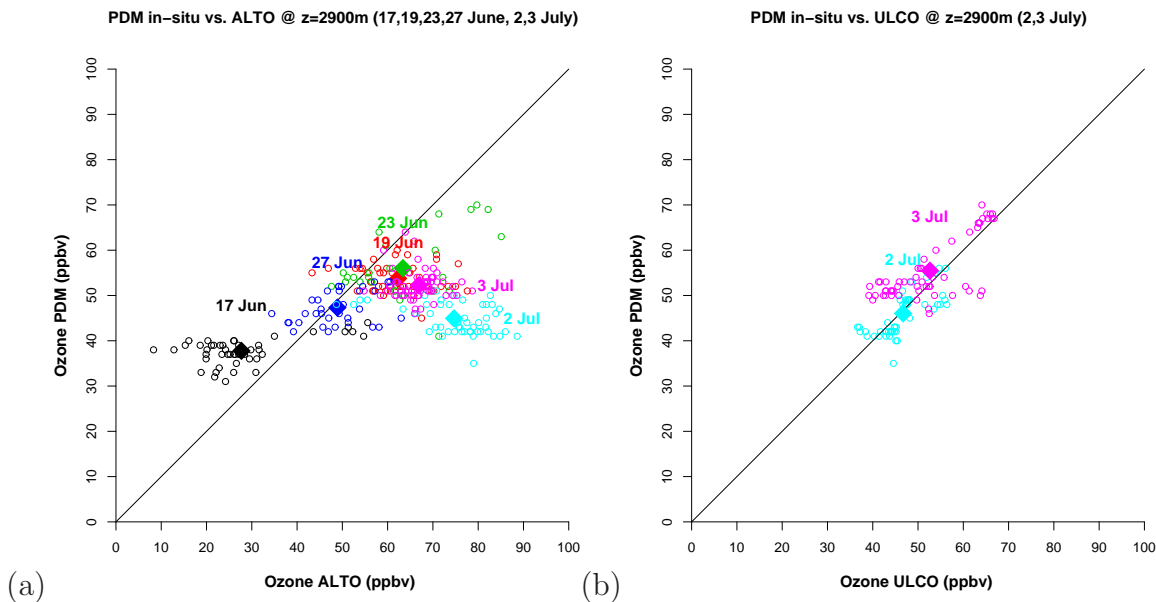 PDM in−situ vs. ALTO @ z=2900m (17,19,23,27 June, 2,3 July)
PDM in−situ vs. ULCO @ z=2900m (2,3 July)
100
90
80
70
60
50
40
30
20
10
0
Ozone PDM (ppbv)
23 Jun
19 Jun
27 Jun
3 Jul
17 Jun
2 Jul
0 10 20 30 40 50 60 70 80 90 100
Ozone ALTO (ppbv)
(a)
100
90
80
70
60
50
40
30
20
10
0
Ozone PDM (ppbv)
3 Jul
2 Jul
0 10 20 30 40 50 60 70 80 90 100
Ozone ULCO (ppbv)
(b)